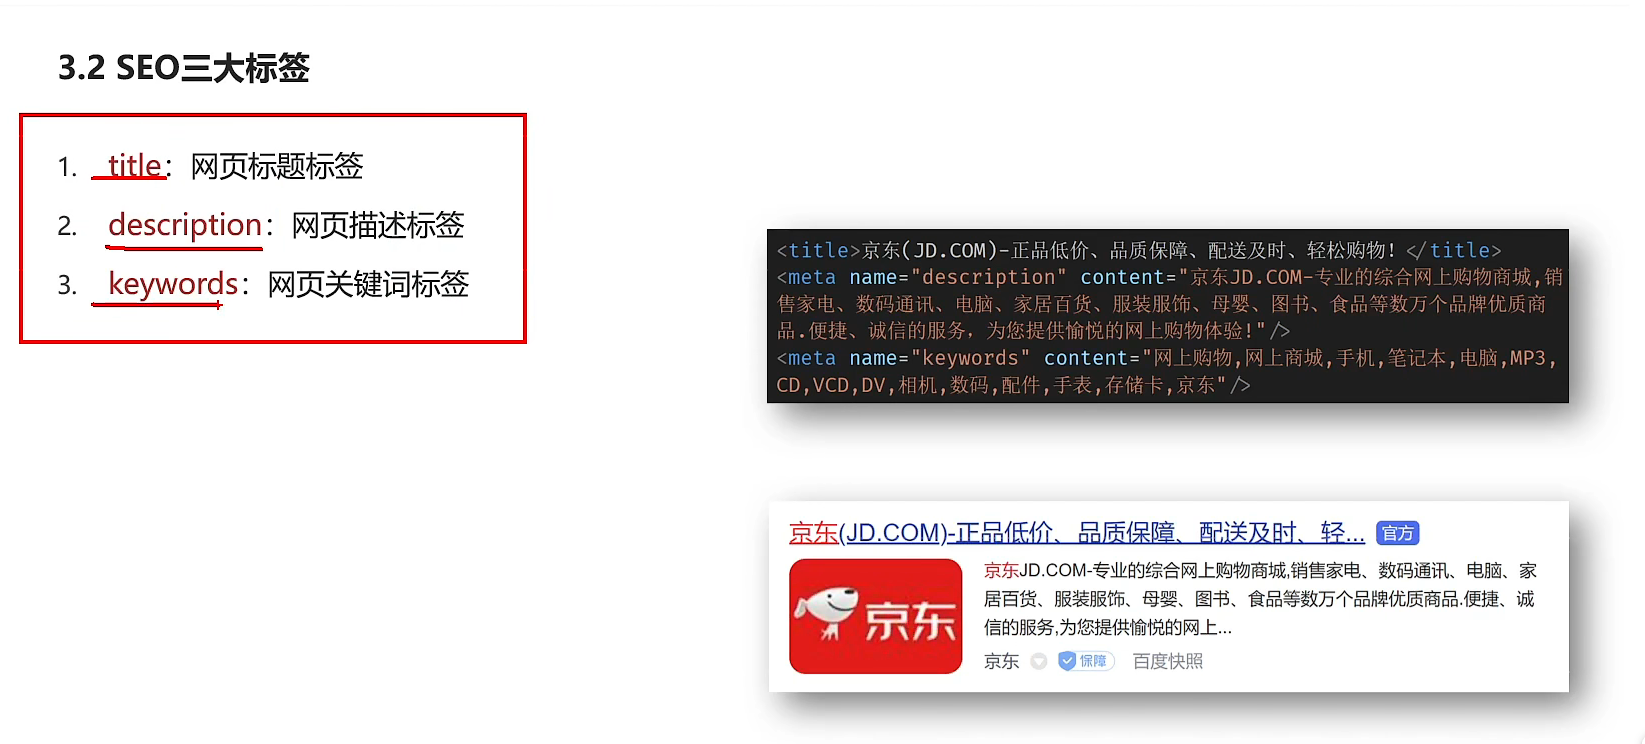 3.2 SEO三大标签
1. title：网页标题标签
2. description：网页描述标签
3. keywords：网页关键词标签
<title>京东(JD.COM)-正品低价、品质保障、配送及时、轻松购物！</title>
<meta name="description" content="京东JD.COM-专业的综合网上购物商城,销
售家电、数码通讯、电脑、家居百货、服装服饰、母婴、图书、食品等数万个品牌优质商
品.便捷、诚信的服务，为您提供愉悦的网上购物体验!"/>
<meta name="keywords" content="网上购物,网上商城,手机,笔记本,电脑,MP3,
CD,VCD,DV,相机,数码,配件,手表,存储卡,京东"/>
京东(JD.COM)-正品低价、品质保障、配送及时、轻... 官方
京东
京东JD.COM-专业的综合网上购物商城,销售家电、数码通讯、电脑、家
居百货、服装服饰、母婴、图书、食品等数万个品牌优质商品.便捷、诚
信的服务,为您提供愉悦的网上...
京东 保障 百度快照